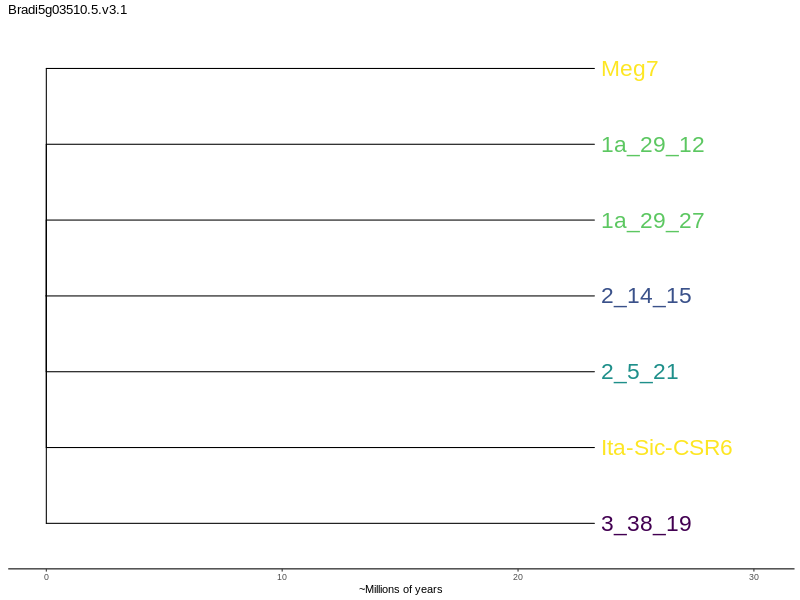 Bradi5g03510.5.v3.1
Meg7
1a_29_12
1a_29_27
2_14_15
2_5_21
Ita-Sic-CSR6
3_38_19
0 10 20 30
~Millions of years